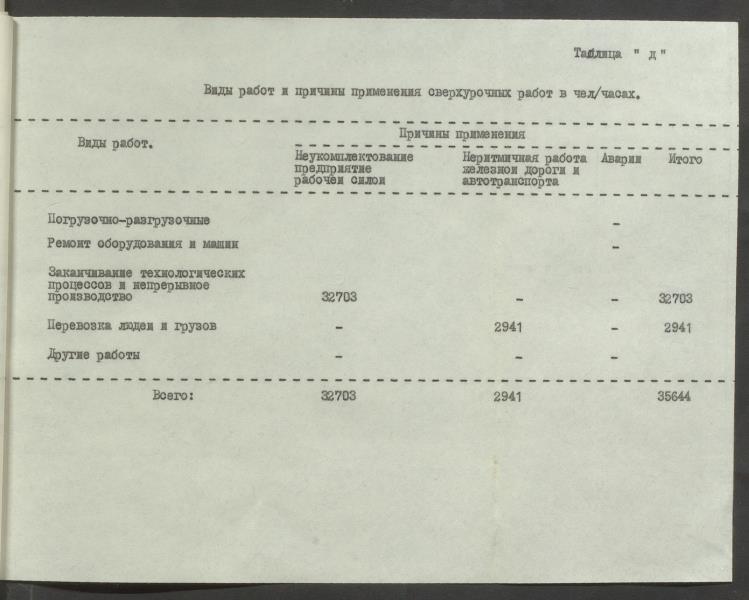 Таблица " д "
Виды работ и причины применения сверхурочных работ в чел/часах.
Виды работ.
Причины применения
Неукомплектование предприятие рабочей силой
Неритмичная работа железной дороги и автотранспорта
Аварии
Итого
Погрузочно-разгрузочные -
Ремонт оборудования и машин -
Заканчивание технологических
процессов и непрерывное
производство 32703 - - 32703
Перевозка людей и грузов - 2941 - 2941
Другие работы - - -
Всего: 32703 2941 35644